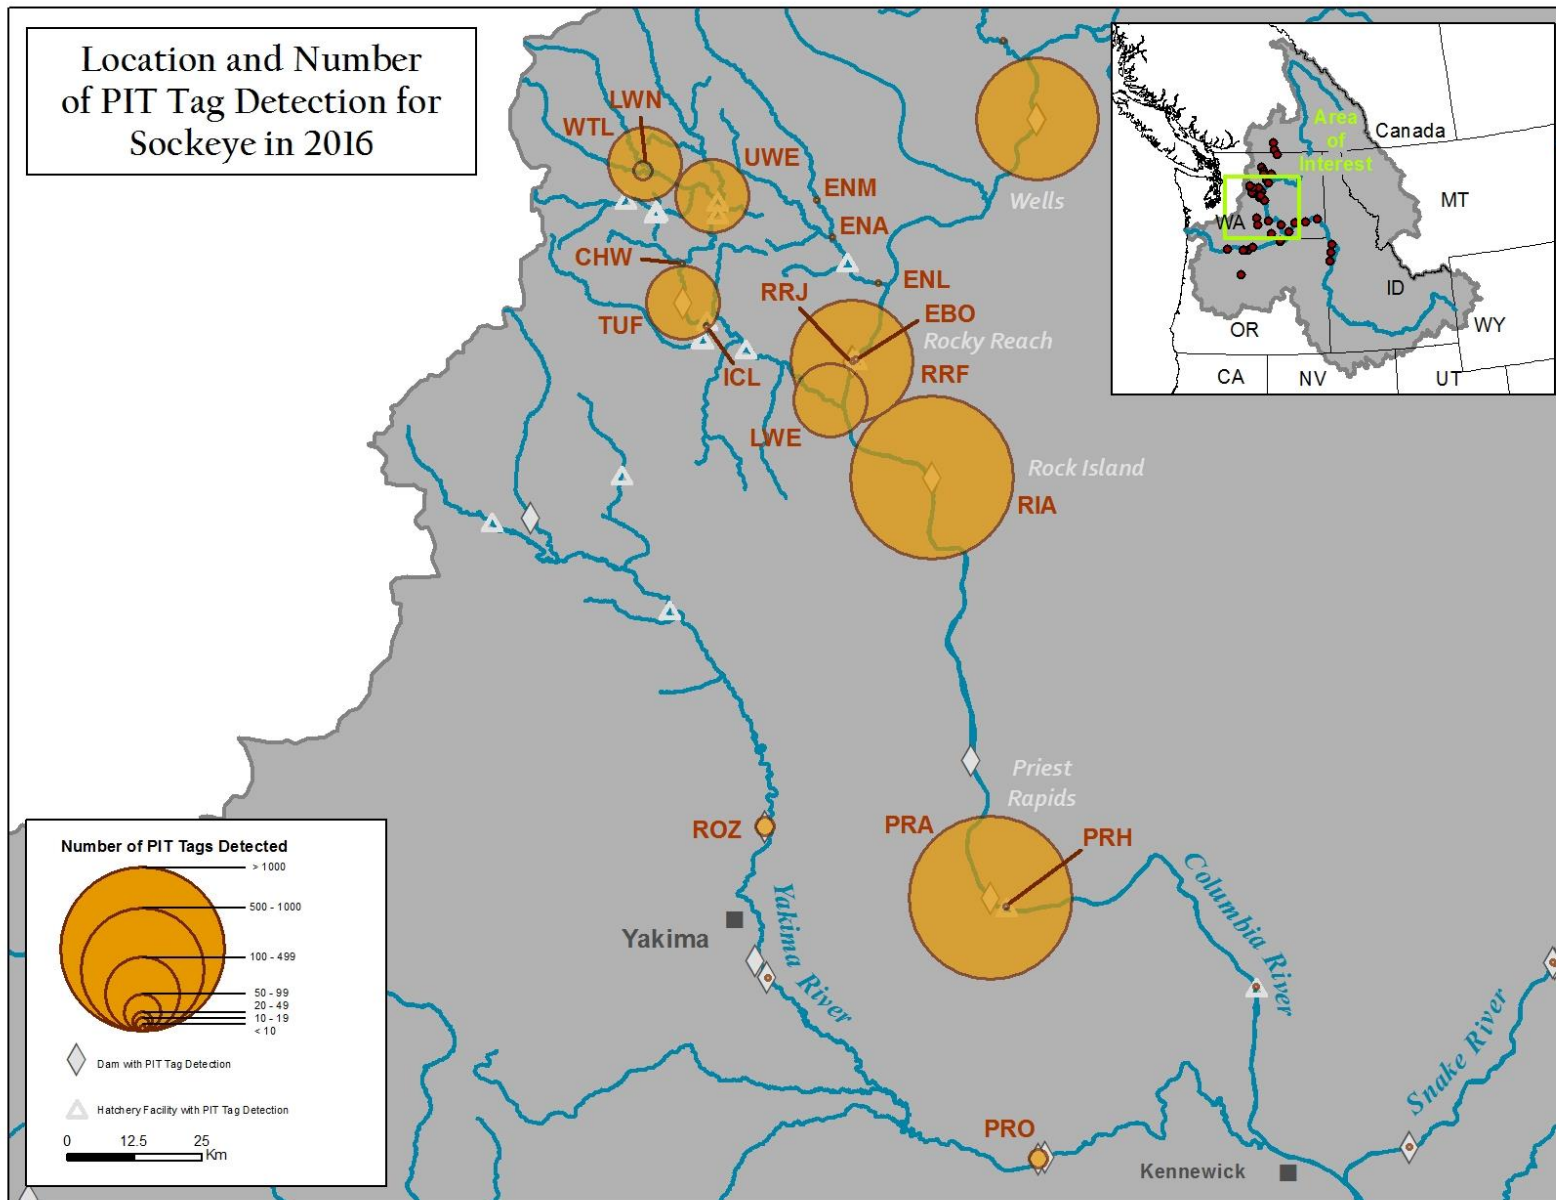 Location and Number
of PIT Tag Detection for
Sockeye in 2016
LWN
WTL
UWE
ENM
ENA
CHW
ENL
RRJ
EBO
TUF
Rocky Reach
RRF
ICL
LWE
Wells
Rock Island
RIA
Priest
Rapids
PRA
PRH
ROZ
Yakima
Yakima River
Columbia River
Snake River
PRO
Kennewick
Area
of
Interest
Canada
WA
MT
ID
OR
WY
CA
NV
UT
Number of PIT Tags Detected
> 1000
500 - 1000
100 - 499
50 - 99
20 - 49
10 - 19
< 10
Dam with PIT Tag Detection
Hatchery Facility with PIT Tag Detection
0 12.5 25
Km